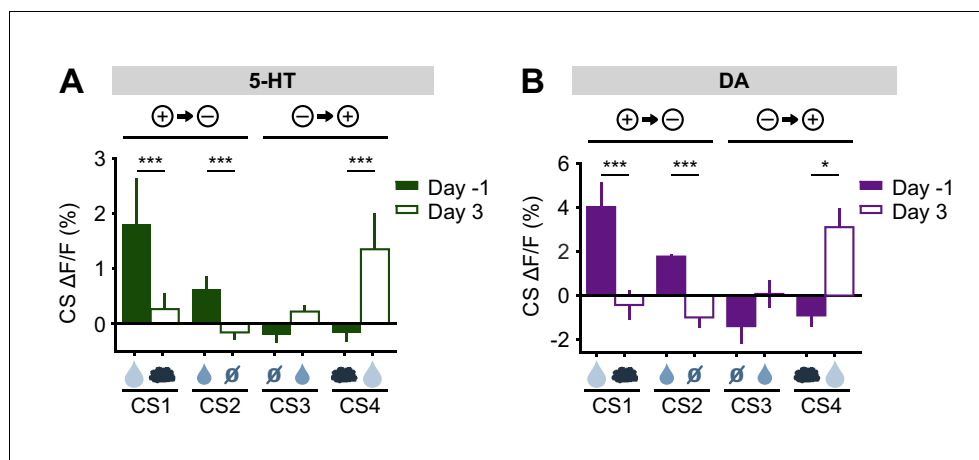 A
5-HT
⊕→⊖ ⊖→⊕
*** *** ***
3
2
1
0
CS ΔF/F (%)
Day -1
Day 3
ø ø
CS1 CS2 CS3 CS4
B
DA
⊕→⊖ ⊖→⊕
*** *** *
6
4
2
0
-2
CS ΔF/F (%)
Day -1
Day 3
ø ø
CS1 CS2 CS3 CS4